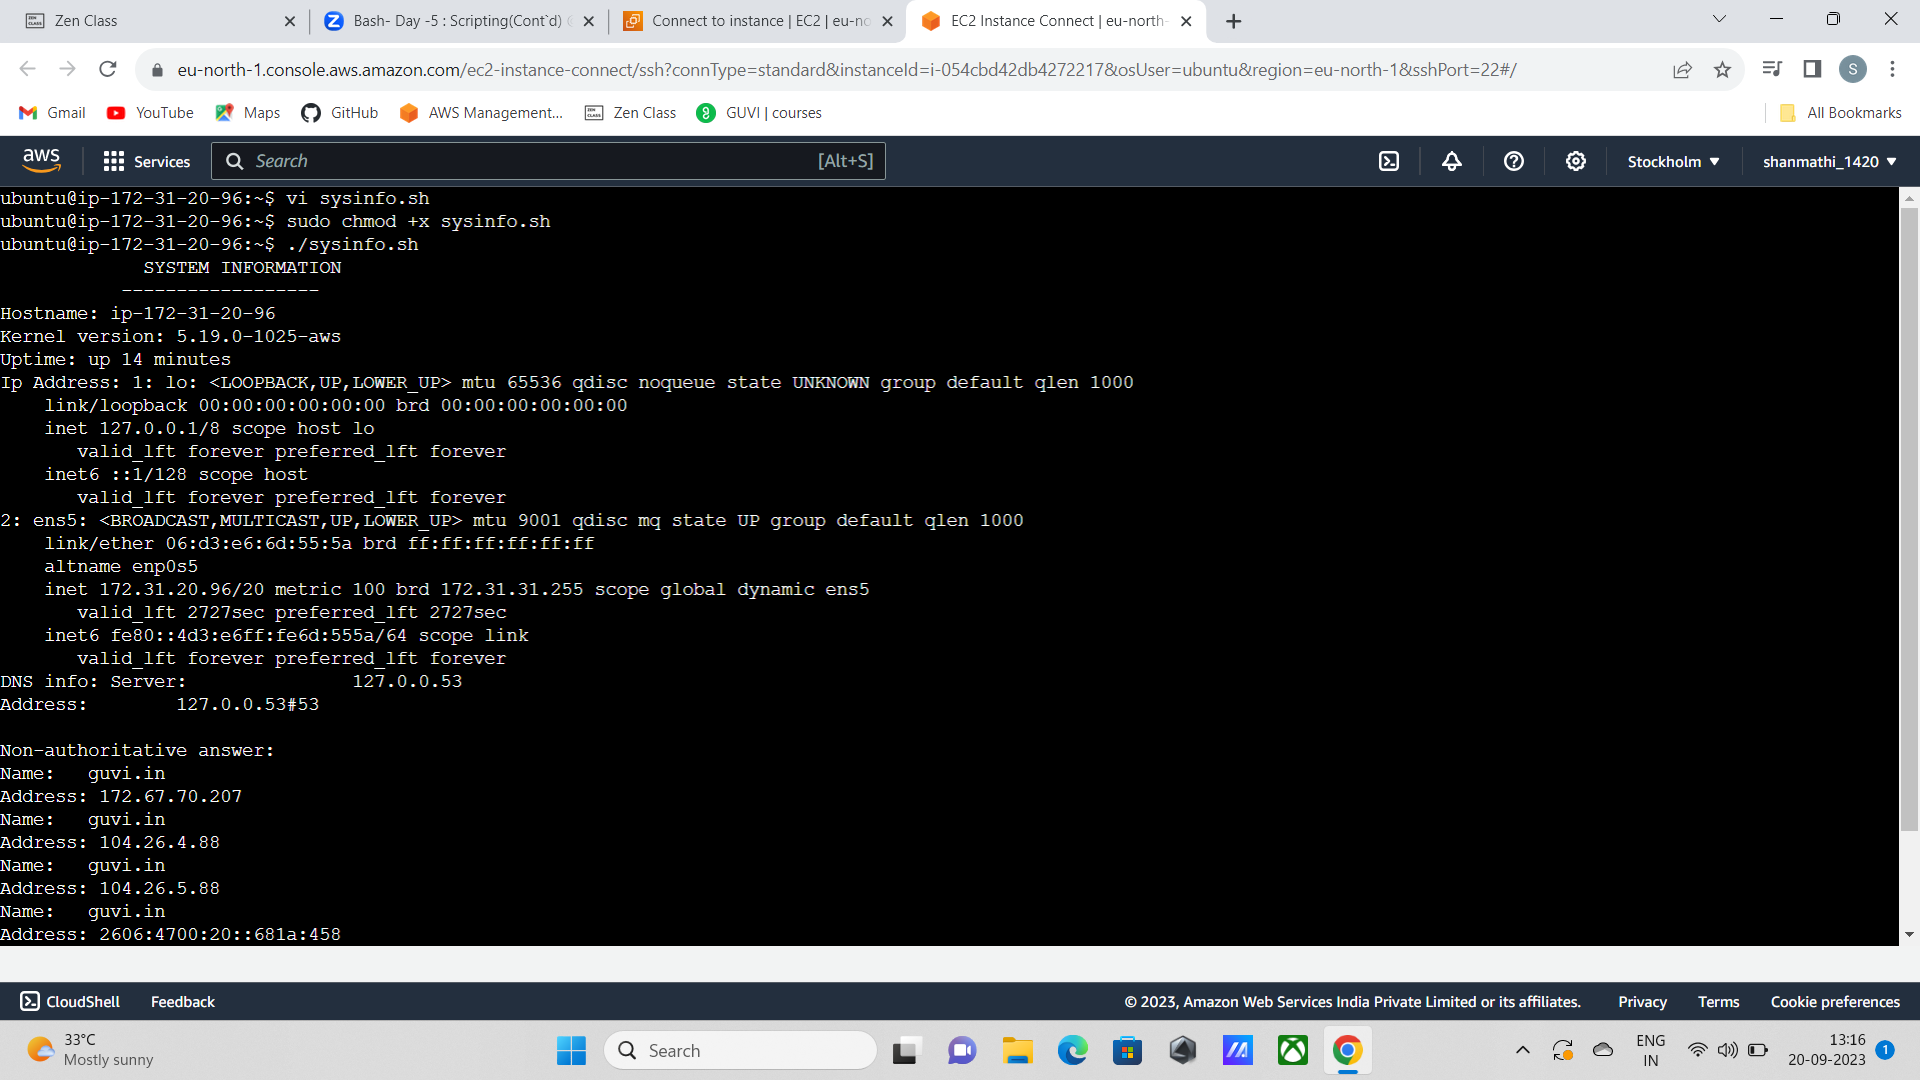 Zen Class
Bash- Day -5 : Scripting(Cont`d)
Connect to instance | EC2 | eu-no
EC2 Instance Connect | eu-north-
eu-north-1.console.aws.amazon.com/ec2-instance-connect/ssh?connType=standard&instanceId=i-054cbd42db4272217&osUser=ubuntu&region=eu-north-1&sshPort=22#/
S
Gmail
YouTube
Maps
GitHub
AWS Management...
Zen Class
GUVI | courses
All Bookmarks
aws
Services
Search
[Alt+S]
Stockholm
shanmathi_1420
ubuntu@ip-172-31-20-96:~$ vi sysinfo.sh
ubuntu@ip-172-31-20-96:~$ sudo chmod +x sysinfo.sh
ubuntu@ip-172-31-20-96:~$ ./sysinfo.sh
SYSTEM INFORMATION
------------------
Hostname: ip-172-31-20-96
Kernel version: 5.19.0-1025-aws
Uptime: up 14 minutes
Ip Address: 1: lo: <LOOPBACK,UP,LOWER_UP> mtu 65536 qdisc noqueue state UNKNOWN group default qlen 1000
link/loopback 00:00:00:00:00:00 brd 00:00:00:00:00:00
inet 127.0.0.1/8 scope host lo
valid_lft forever preferred_lft forever
inet6 ::1/128 scope host
valid_lft forever preferred_lft forever
2: ens5: <BROADCAST,MULTICAST,UP,LOWER_UP> mtu 9001 qdisc mq state UP group default qlen 1000
link/ether 06:d3:e6:6d:55:5a brd ff:ff:ff:ff:ff:ff
altname enp0s5
inet 172.31.20.96/20 metric 100 brd 172.31.31.255 scope global dynamic ens5
valid_lft 2727sec preferred_lft 2727sec
inet6 fe80::4d3:e6ff:fe6d:555a/64 scope link
valid_lft forever preferred_lft forever
DNS info: Server: 127.0.0.53
Address: 127.0.0.53#53
Non-authoritative answer:
Name: guvi.in
Address: 172.67.70.207
Name: guvi.in
Address: 104.26.4.88
Name: guvi.in
Address: 104.26.5.88
Name: guvi.in
Address: 2606:4700:20::681a:458
CloudShell
Feedback
© 2023, Amazon Web Services India Private Limited or its affiliates.
Privacy
Terms
Cookie preferences
33°C
Mostly sunny
Search
ENG
IN
13:16
20-09-2023
1